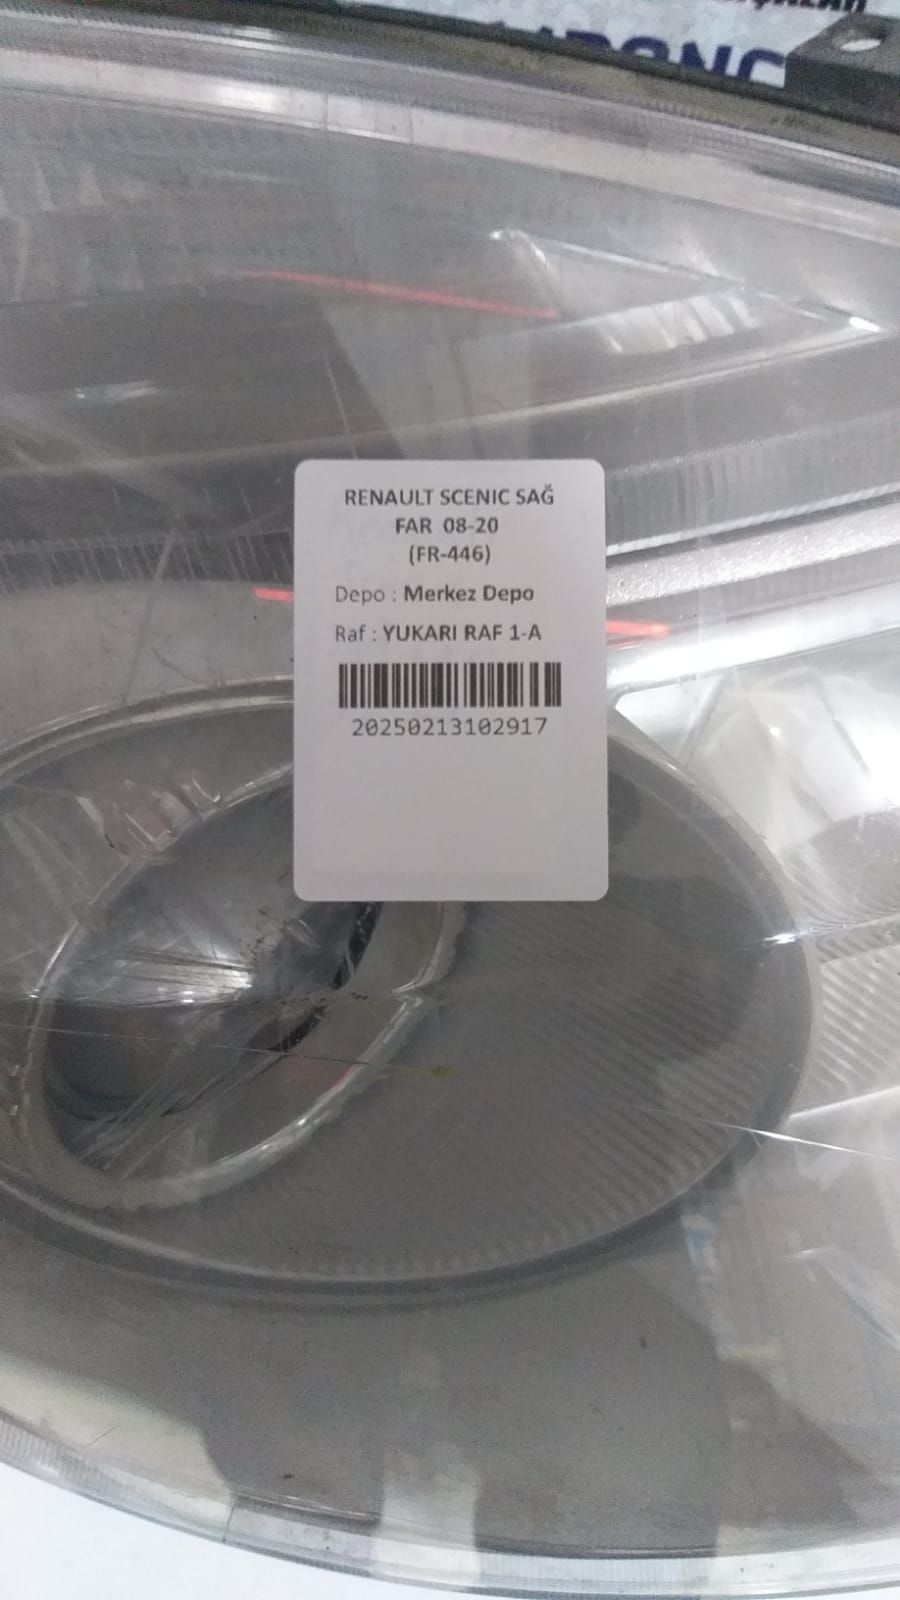 RENAULT SCENIC SAĞ
FAR 08-20
(FR-446)
Depo : Merkez Depo
Raf : YUKARI RAF 1-A
20250213102917